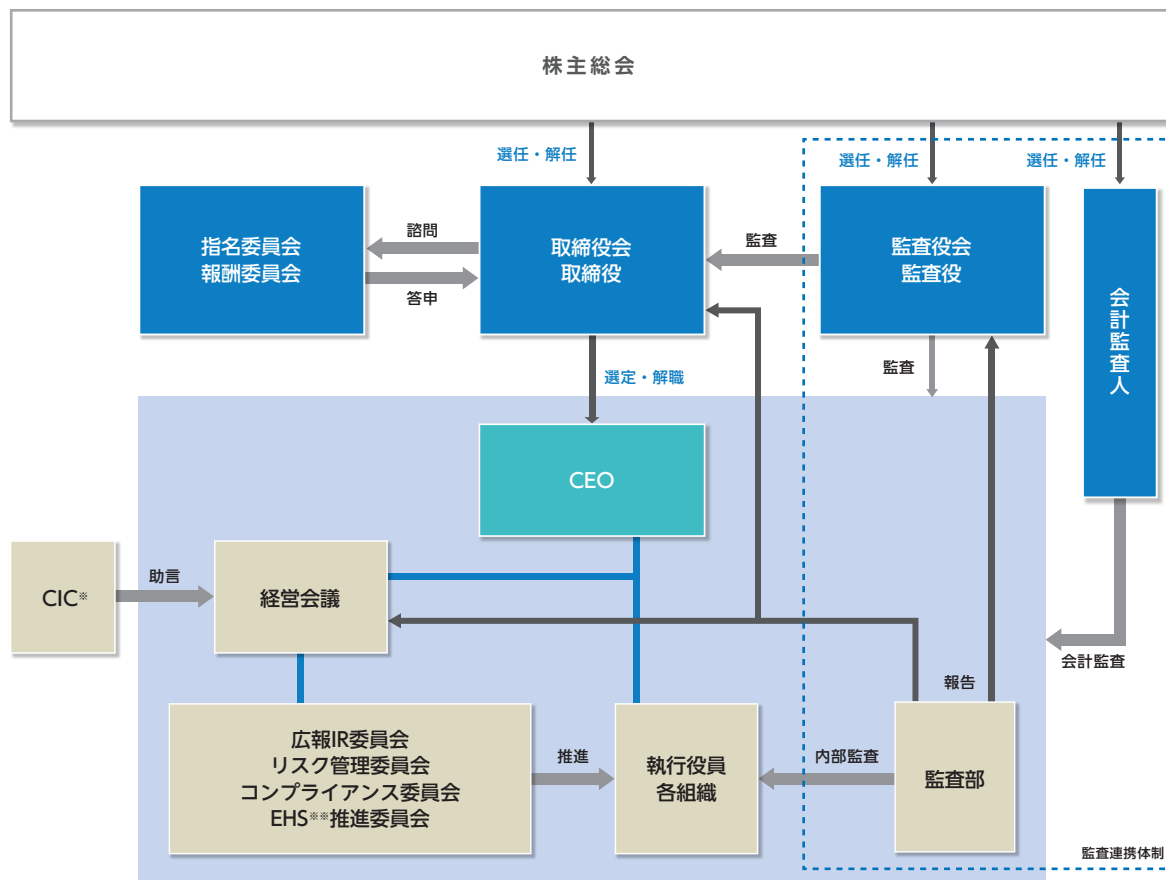 株主総会
選任・解任
選任・解任
選任・解任
指名委員会
報酬委員会
諮問
答申
取締役会
取締役
監査
監査役会
監査役
会計監査人
選定・解職
監査
CEO
CIC※
助言
経営会議
会計監査
報告
広報IR委員会
リスク管理委員会
コンプライアンス委員会
EHS※※推進委員会
推進
執行役員
各組織
内部監査
監査部
監査連携体制